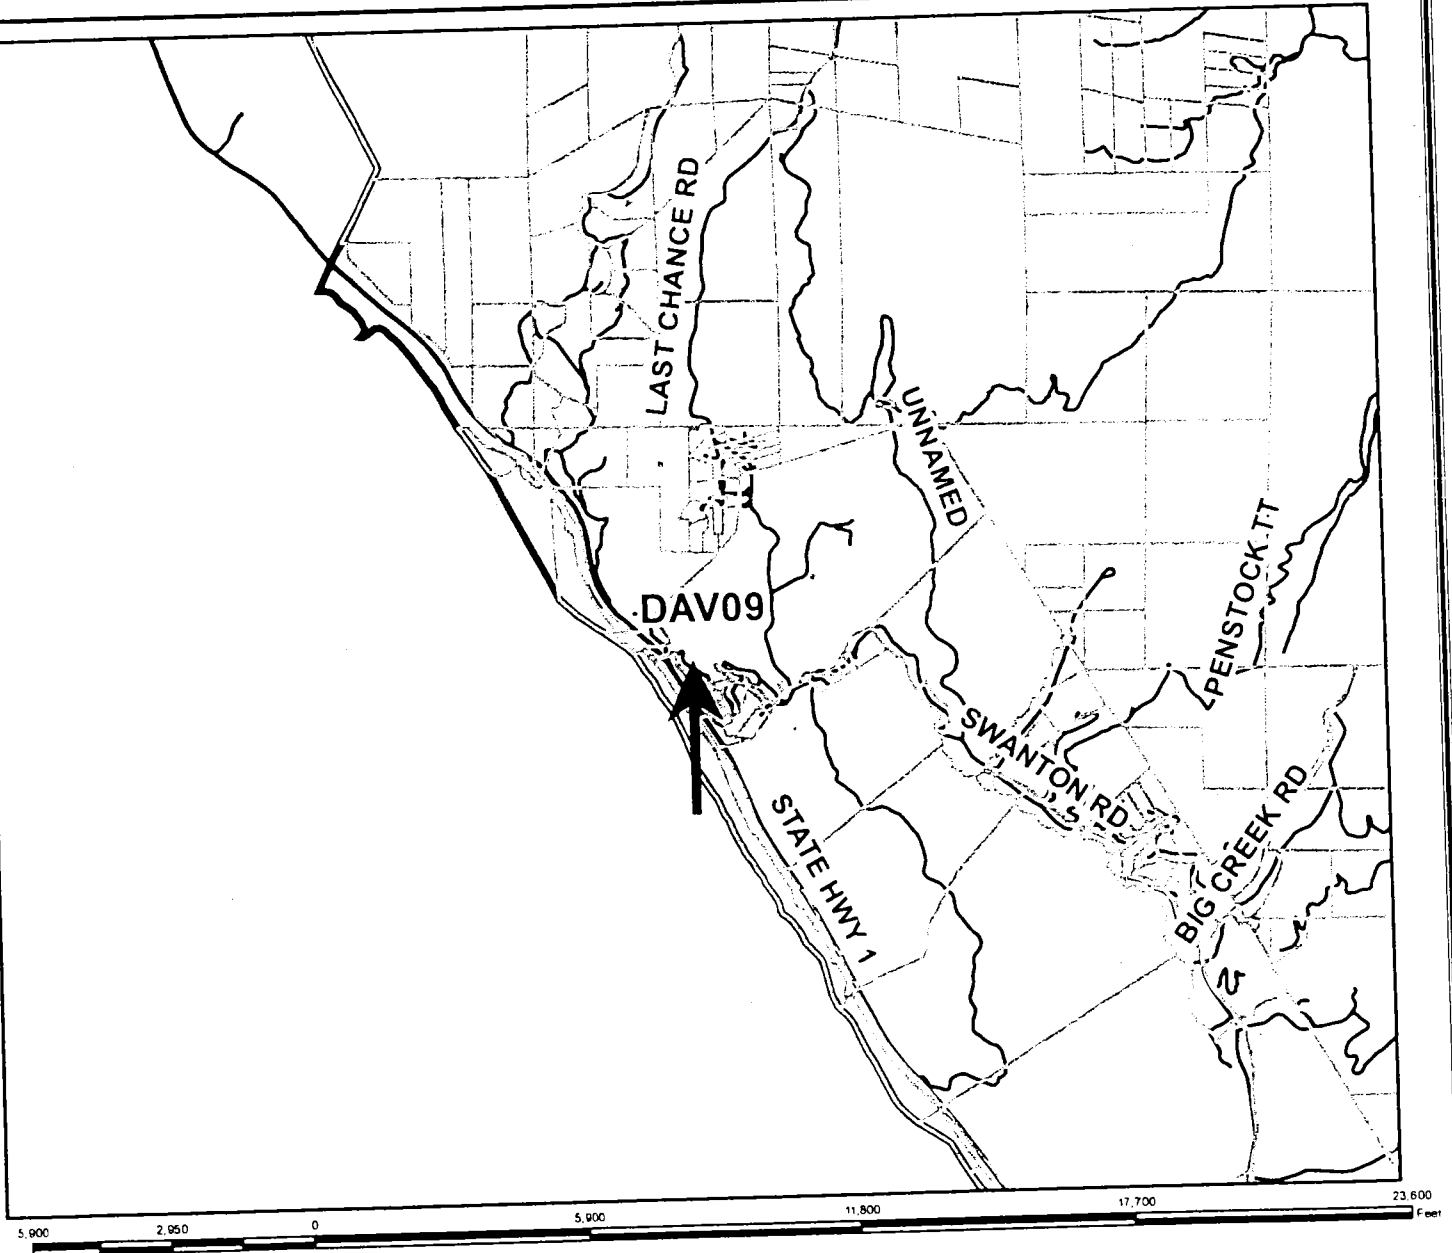 LAST CHANCE RD
UNNAMED
PENSTOCK TT
DAV09
SWANTON RD
STATE HWY 1
BIG CREEK RD
5,900 2,950 0 5,900 11,800 17,700 23,600
Feet